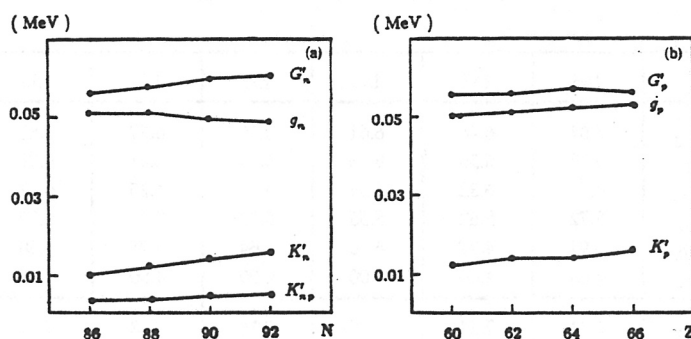 ( MeV )
(a)
G'ₙ
0.05
gₙ
0.03
K'ₙ
0.01
K'ₙₚ
86 88 90 92 N
( MeV )
(b)
G'ₚ
0.05
gₚ
0.03
K'ₚ
0.01
60 62 64 66 Z